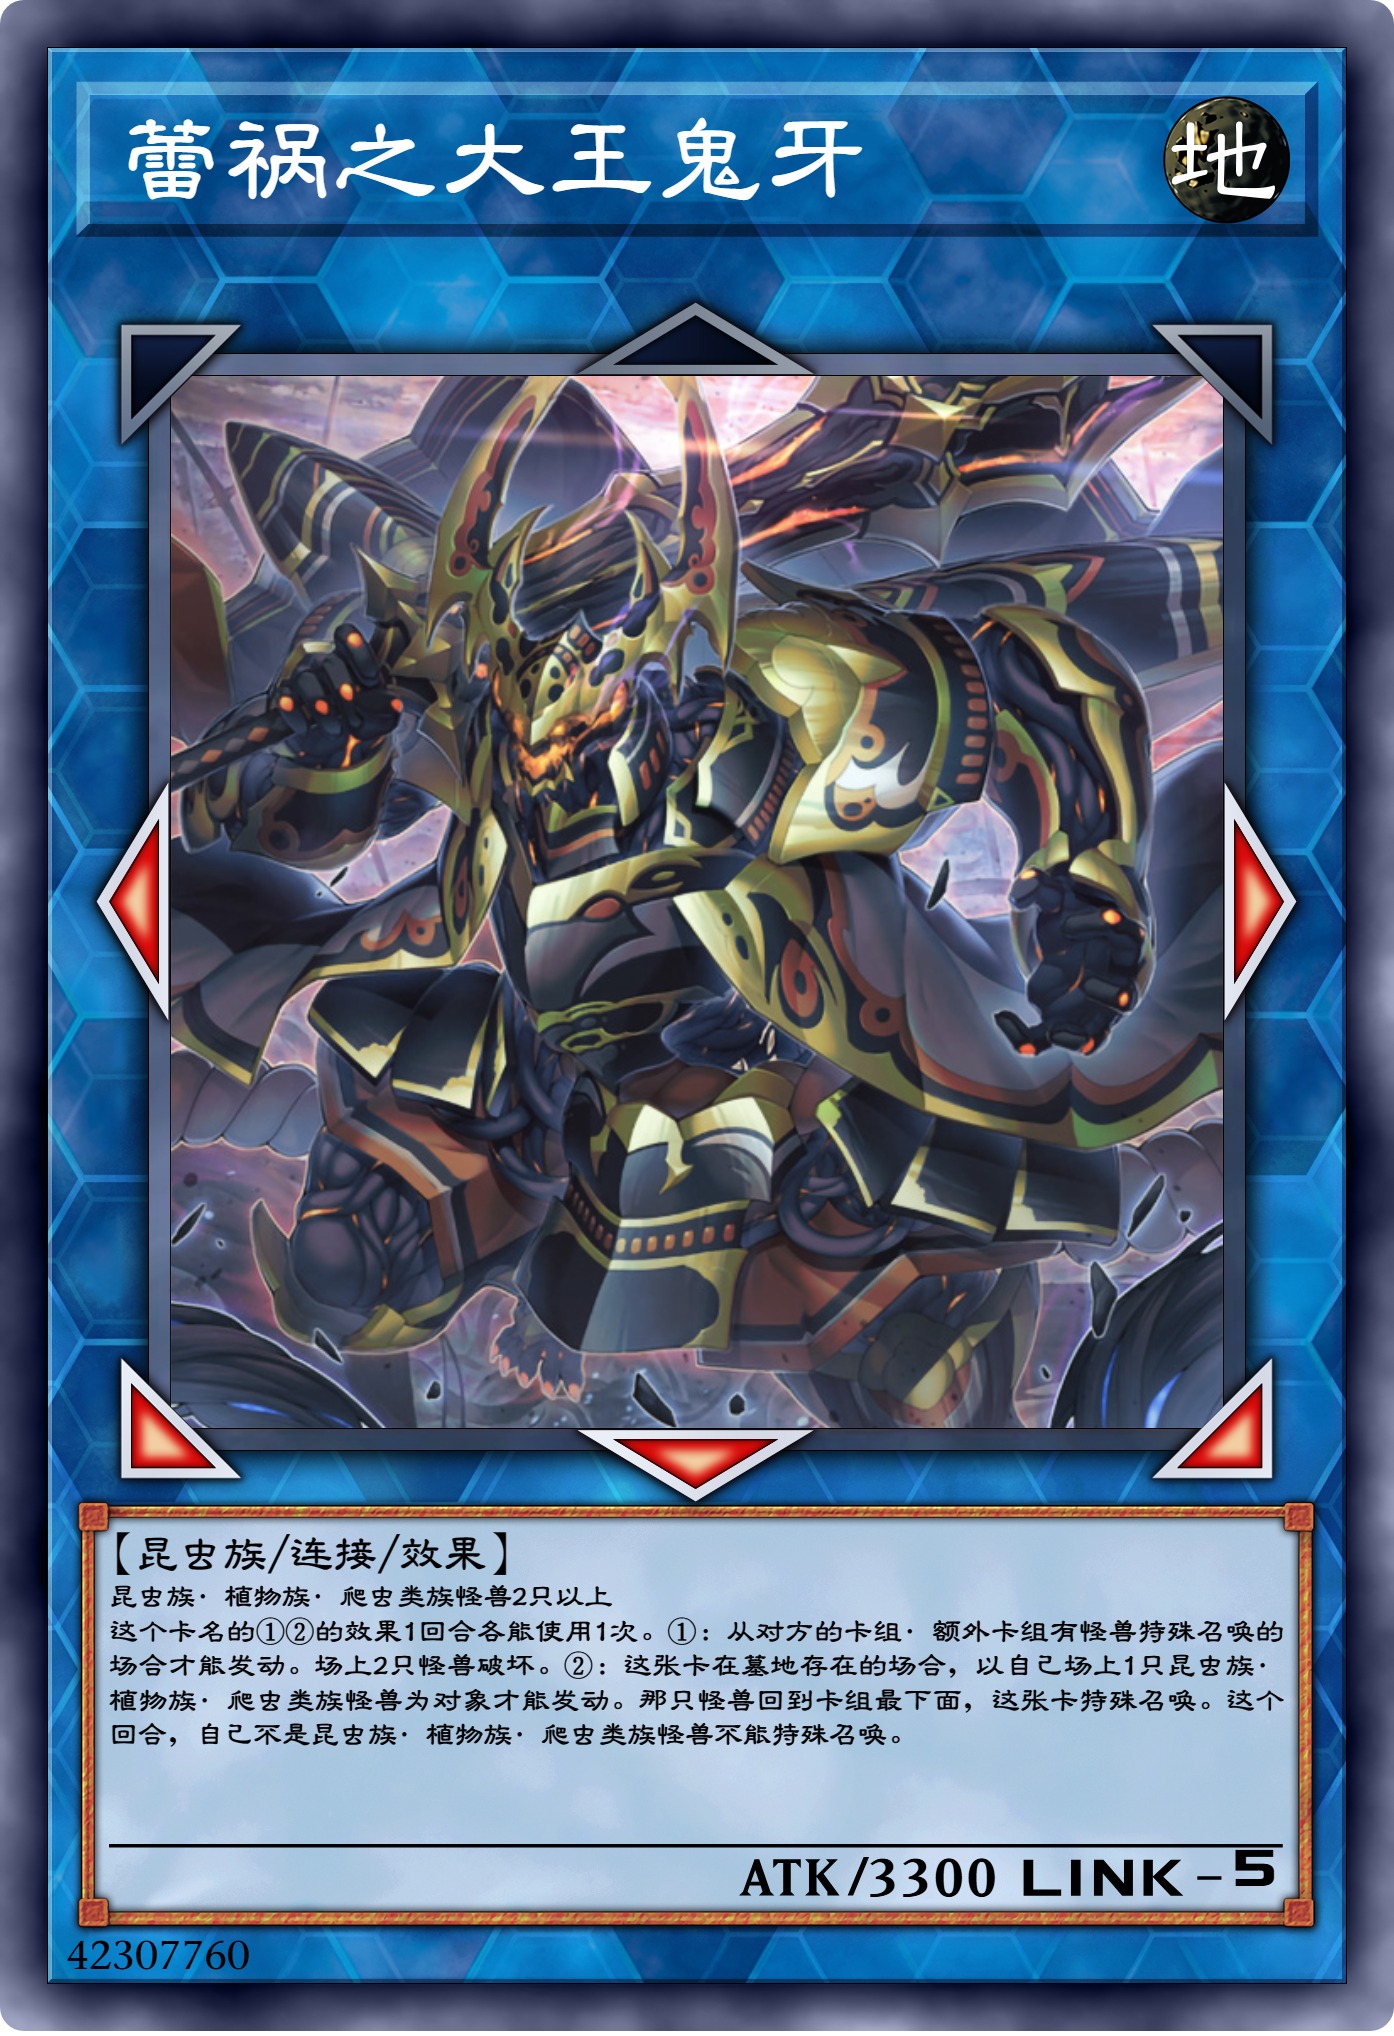 蕾祸之大王鬼牙
地
【昆虫族/连接/效果】
昆虫族·植物族·爬虫类族怪兽2只以上
这个卡名的①②的效果1回合各能使用1次。①：从对方的卡组·额外卡组有怪兽特殊召唤的
场合才能发动。场上2只怪兽破坏。②：这张卡在墓地存在的场合，以自己场上1只昆虫族·
植物族·爬虫类族怪兽为对象才能发动。那只怪兽回到卡组最下面，这张卡特殊召唤。这个
回合，自己不是昆虫族·植物族·爬虫类族怪兽不能特殊召唤。
ATK/3300 LINK-5
42307760